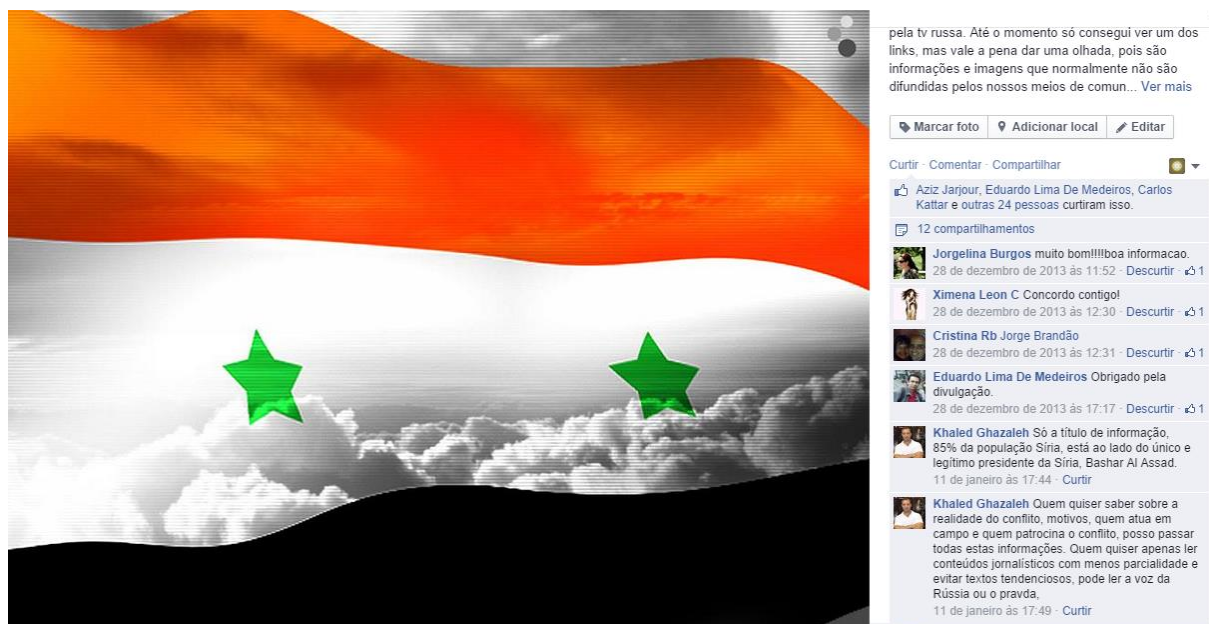 pela tv russa. Até o momento só consegui ver um dos
links, mas vale a pena dar uma olhada, pois são
informações e imagens que normalmente não são
difundidas pelos nossos meios de comun... Ver mais
Marcar foto Adicionar local Editar
Curtir · Comentar · Compartilhar
Aziz Jarjour, Eduardo Lima De Medeiros, Carlos
Kattar e outras 24 pessoas curtiram isso.
12 compartilhamentos
Jorgelina Burgos muito bom!!!!boa informacao.
28 de dezembro de 2013 às 11:52 · Descurtir · 1
Ximena Leon C Concordo contigo!
28 de dezembro de 2013 às 12:30 · Descurtir · 1
Cristina Rb Jorge Brandão
28 de dezembro de 2013 às 12:31 · Descurtir · 1
Eduardo Lima De Medeiros Obrigado pela
divulgação.
28 de dezembro de 2013 às 17:17 · Descurtir · 1
Khaled Ghazaleh Só a título de informação,
85% da população Síria, está ao lado do único e
legítimo presidente da Síria, Bashar Al Assad.
11 de janeiro às 17:44 · Curtir
Khaled Ghazaleh Quem quiser saber sobre a
realidade do conflito, motivos, quem atua em
campo e quem patrocina o conflito, posso passar
todas estas informações. Quem quiser apenas ler
conteúdos jornalísticos com menos parcialidade e
evitar textos tendenciosos, pode ler a voz da
Rússia ou o pravda,
11 de janeiro às 17:49 · Curtir